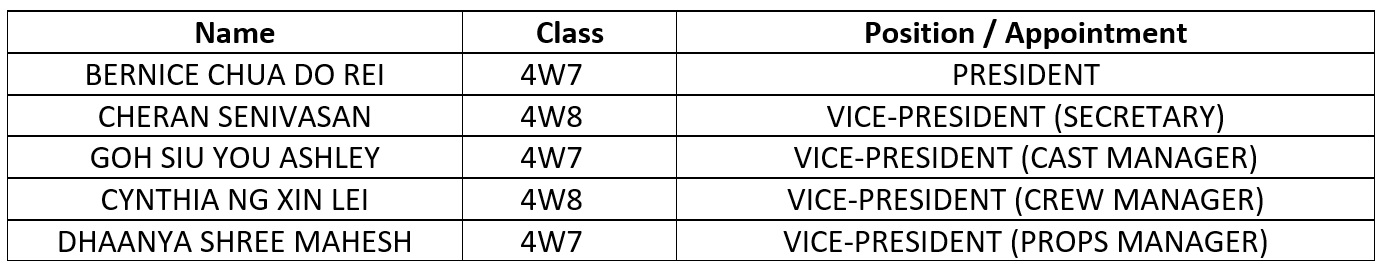 Name Class Position / Appointment
BERNICE CHUA DO REI 4W7 PRESIDENT
CHERAN SENIVASAN 4W8 VICE-PRESIDENT (SECRETARY)
GOH SIU YOU ASHLEY 4W7 VICE-PRESIDENT (CAST MANAGER)
CYNTHIA NG XIN LEI 4W8 VICE-PRESIDENT (CREW MANAGER)
DHAANYA SHREE MAHESH 4W7 VICE-PRESIDENT (PROPS MANAGER)